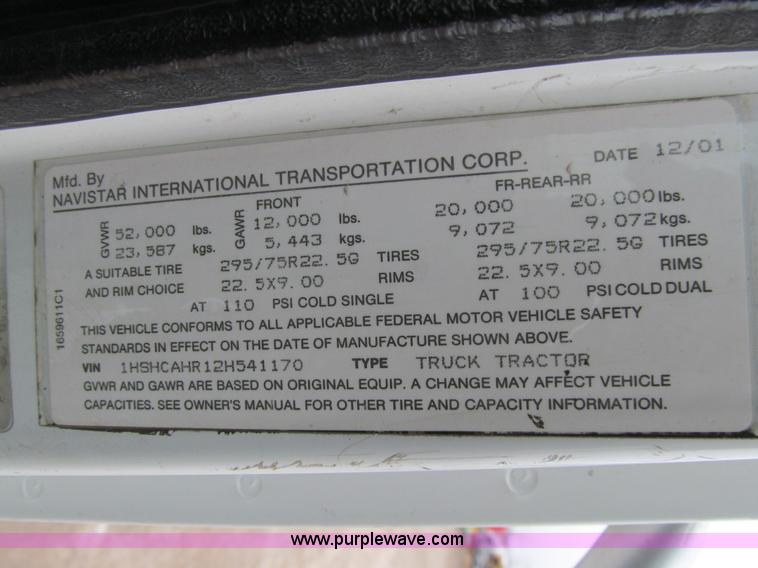 Mfd. By
NAVISTAR INTERNATIONAL TRANSPORTATION CORP. DATE 12/01
FRONT FR-REAR-RR
GVWR 52,000 lbs. GAWR 12,000 lbs. 20,000 20,000 lbs.
23,587 kgs. 5,443 kgs. 9,072 9,072 kgs.
A SUITABLE TIRE 295/75R22.5G TIRES 295/75R22.5G TIRES
AND RIM CHOICE 22.5X9.00 RIMS 22.5X9.00 RIMS
AT 110 PSI COLD SINGLE AT 100 PSI COLD DUAL
THIS VEHICLE CONFORMS TO ALL APPLICABLE FEDERAL MOTOR VEHICLE SAFETY
STANDARDS IN EFFECT ON THE DATE OF MANUFACTURE SHOWN ABOVE.
VIN 1HSHCAHR12H541170 TYPE TRUCK TRACTOR
GVWR AND GAWR ARE BASED ON ORIGINAL EQUIP. A CHANGE MAY AFFECT VEHICLE
CAPACITIES. SEE OWNER'S MANUAL FOR OTHER TIRE AND CAPACITY INFORMATION.
1659611C1
www.purplewave.com